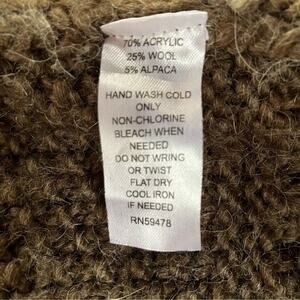 70% ACRYLIC
25% WOOL
5% ALPACA
HAND WASH COLD
ONLY
NON-CHLORINE
BLEACH WHEN
NEEDED
DO NOT WRING
OR TWIST
FLAT DRY
COOL IRON
IF NEEDED
RN59478